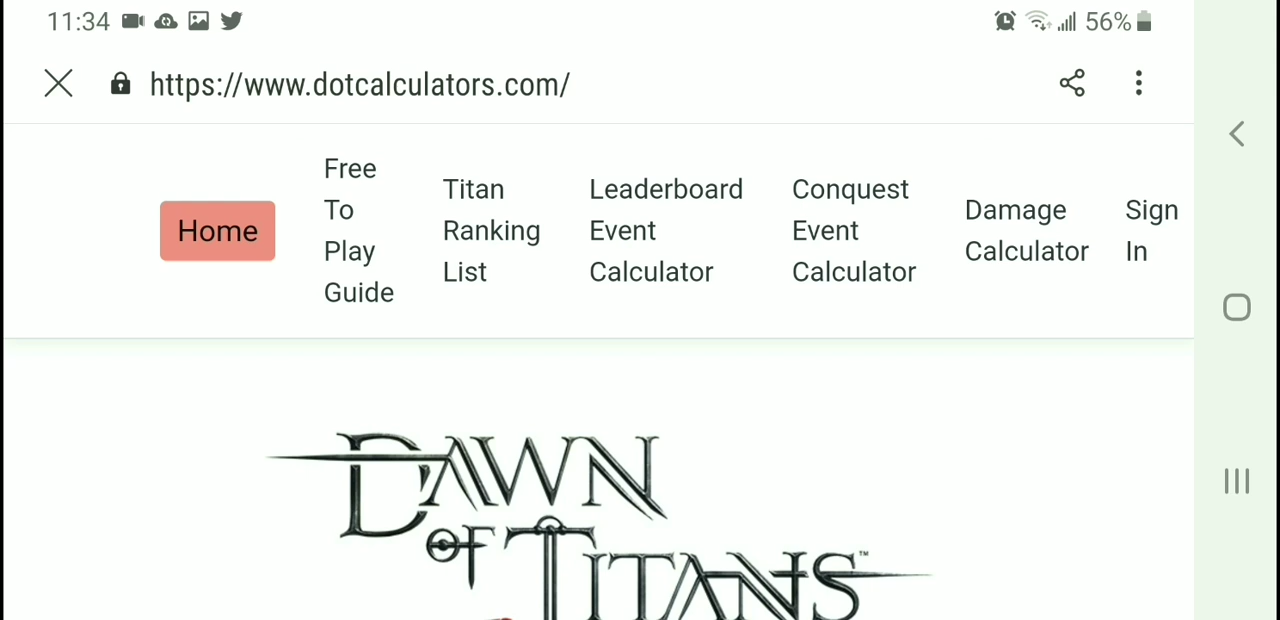 11:34
56%
https://www.dotcalculators.com/
Home
Free
To
Play
Guide
Titan
Ranking
List
Leaderboard
Event
Calculator
Conquest
Event
Calculator
Damage
Calculator
Sign
In
DAWN
OF TITANS™